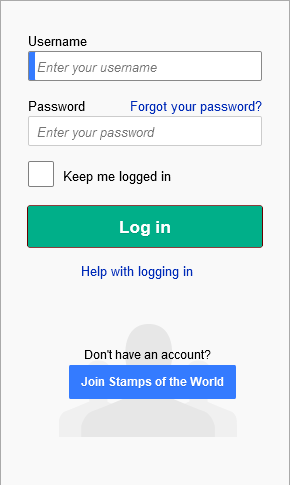 Username
Enter your username
Password Forgot your password?
Enter your password
Keep me logged in
Log in
Help with logging in
Don't have an account?
Join Stamps of the World